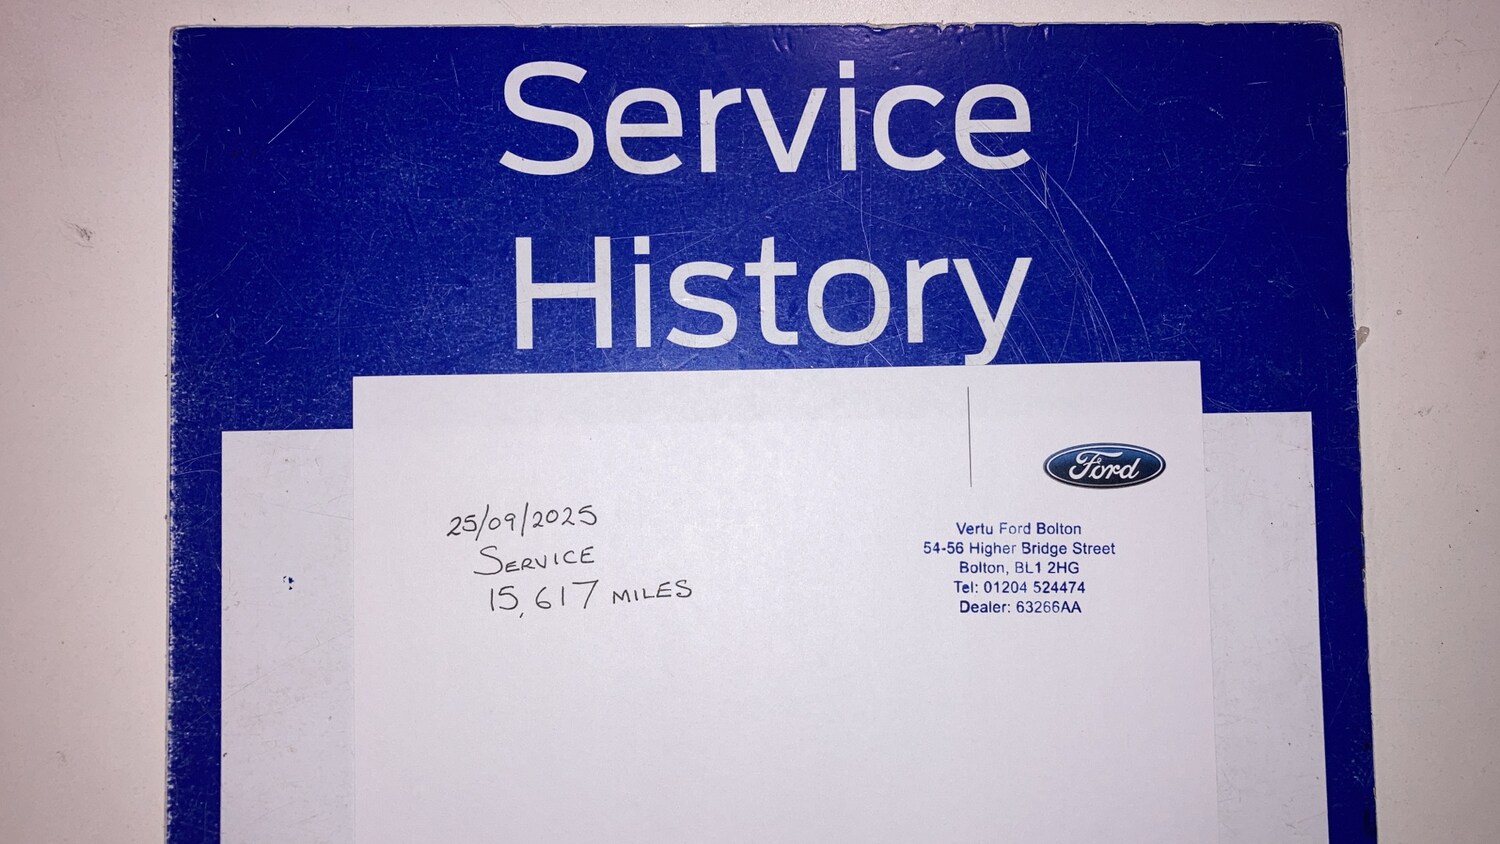 Service
History
Ford
25/09/2025
SERVICE
15,617 MILES
Vertu Ford Bolton
54-56 Higher Bridge Street
Bolton, BL1 2HG
Tel: 01204 524474
Dealer: 63266AA